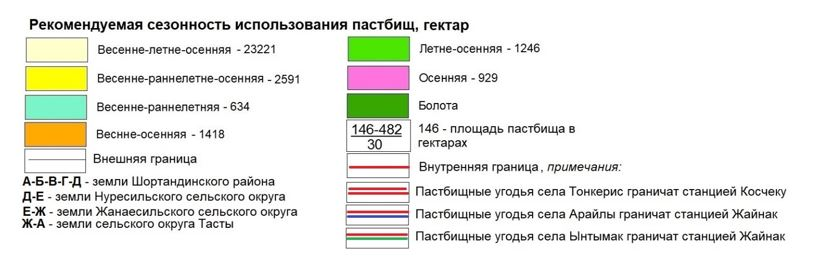 Рекомендуемая сезонность использования пастбищ, гектар
Весенне-летне-осенняя - 23221
Весенне-раннелетне-осенняя - 2591
Весенне-раннелетняя - 634
Веснне-осенняя - 1418
Внешняя граница
А-Б-В-Г-Д - земли Шортандинского района
Д-Е - земли Нуресильского сельского округа
Е-Ж - земли Жанаесильского сельского округа
Ж-А - земли сельского округа Тасты
Летне-осенняя - 1246
Осенняя - 929
Болота
146-482
30
146 - площадь пастбища в
гектарах
Внутренняя граница, примечания:
Пастбищные угодья села Тонкерис граничат станцией Косчеку
Пастбищные угодья села Арайлы граничат станцией Жайнак
Пастбищные угодья села Ынтымак граничат станцией Жайнак